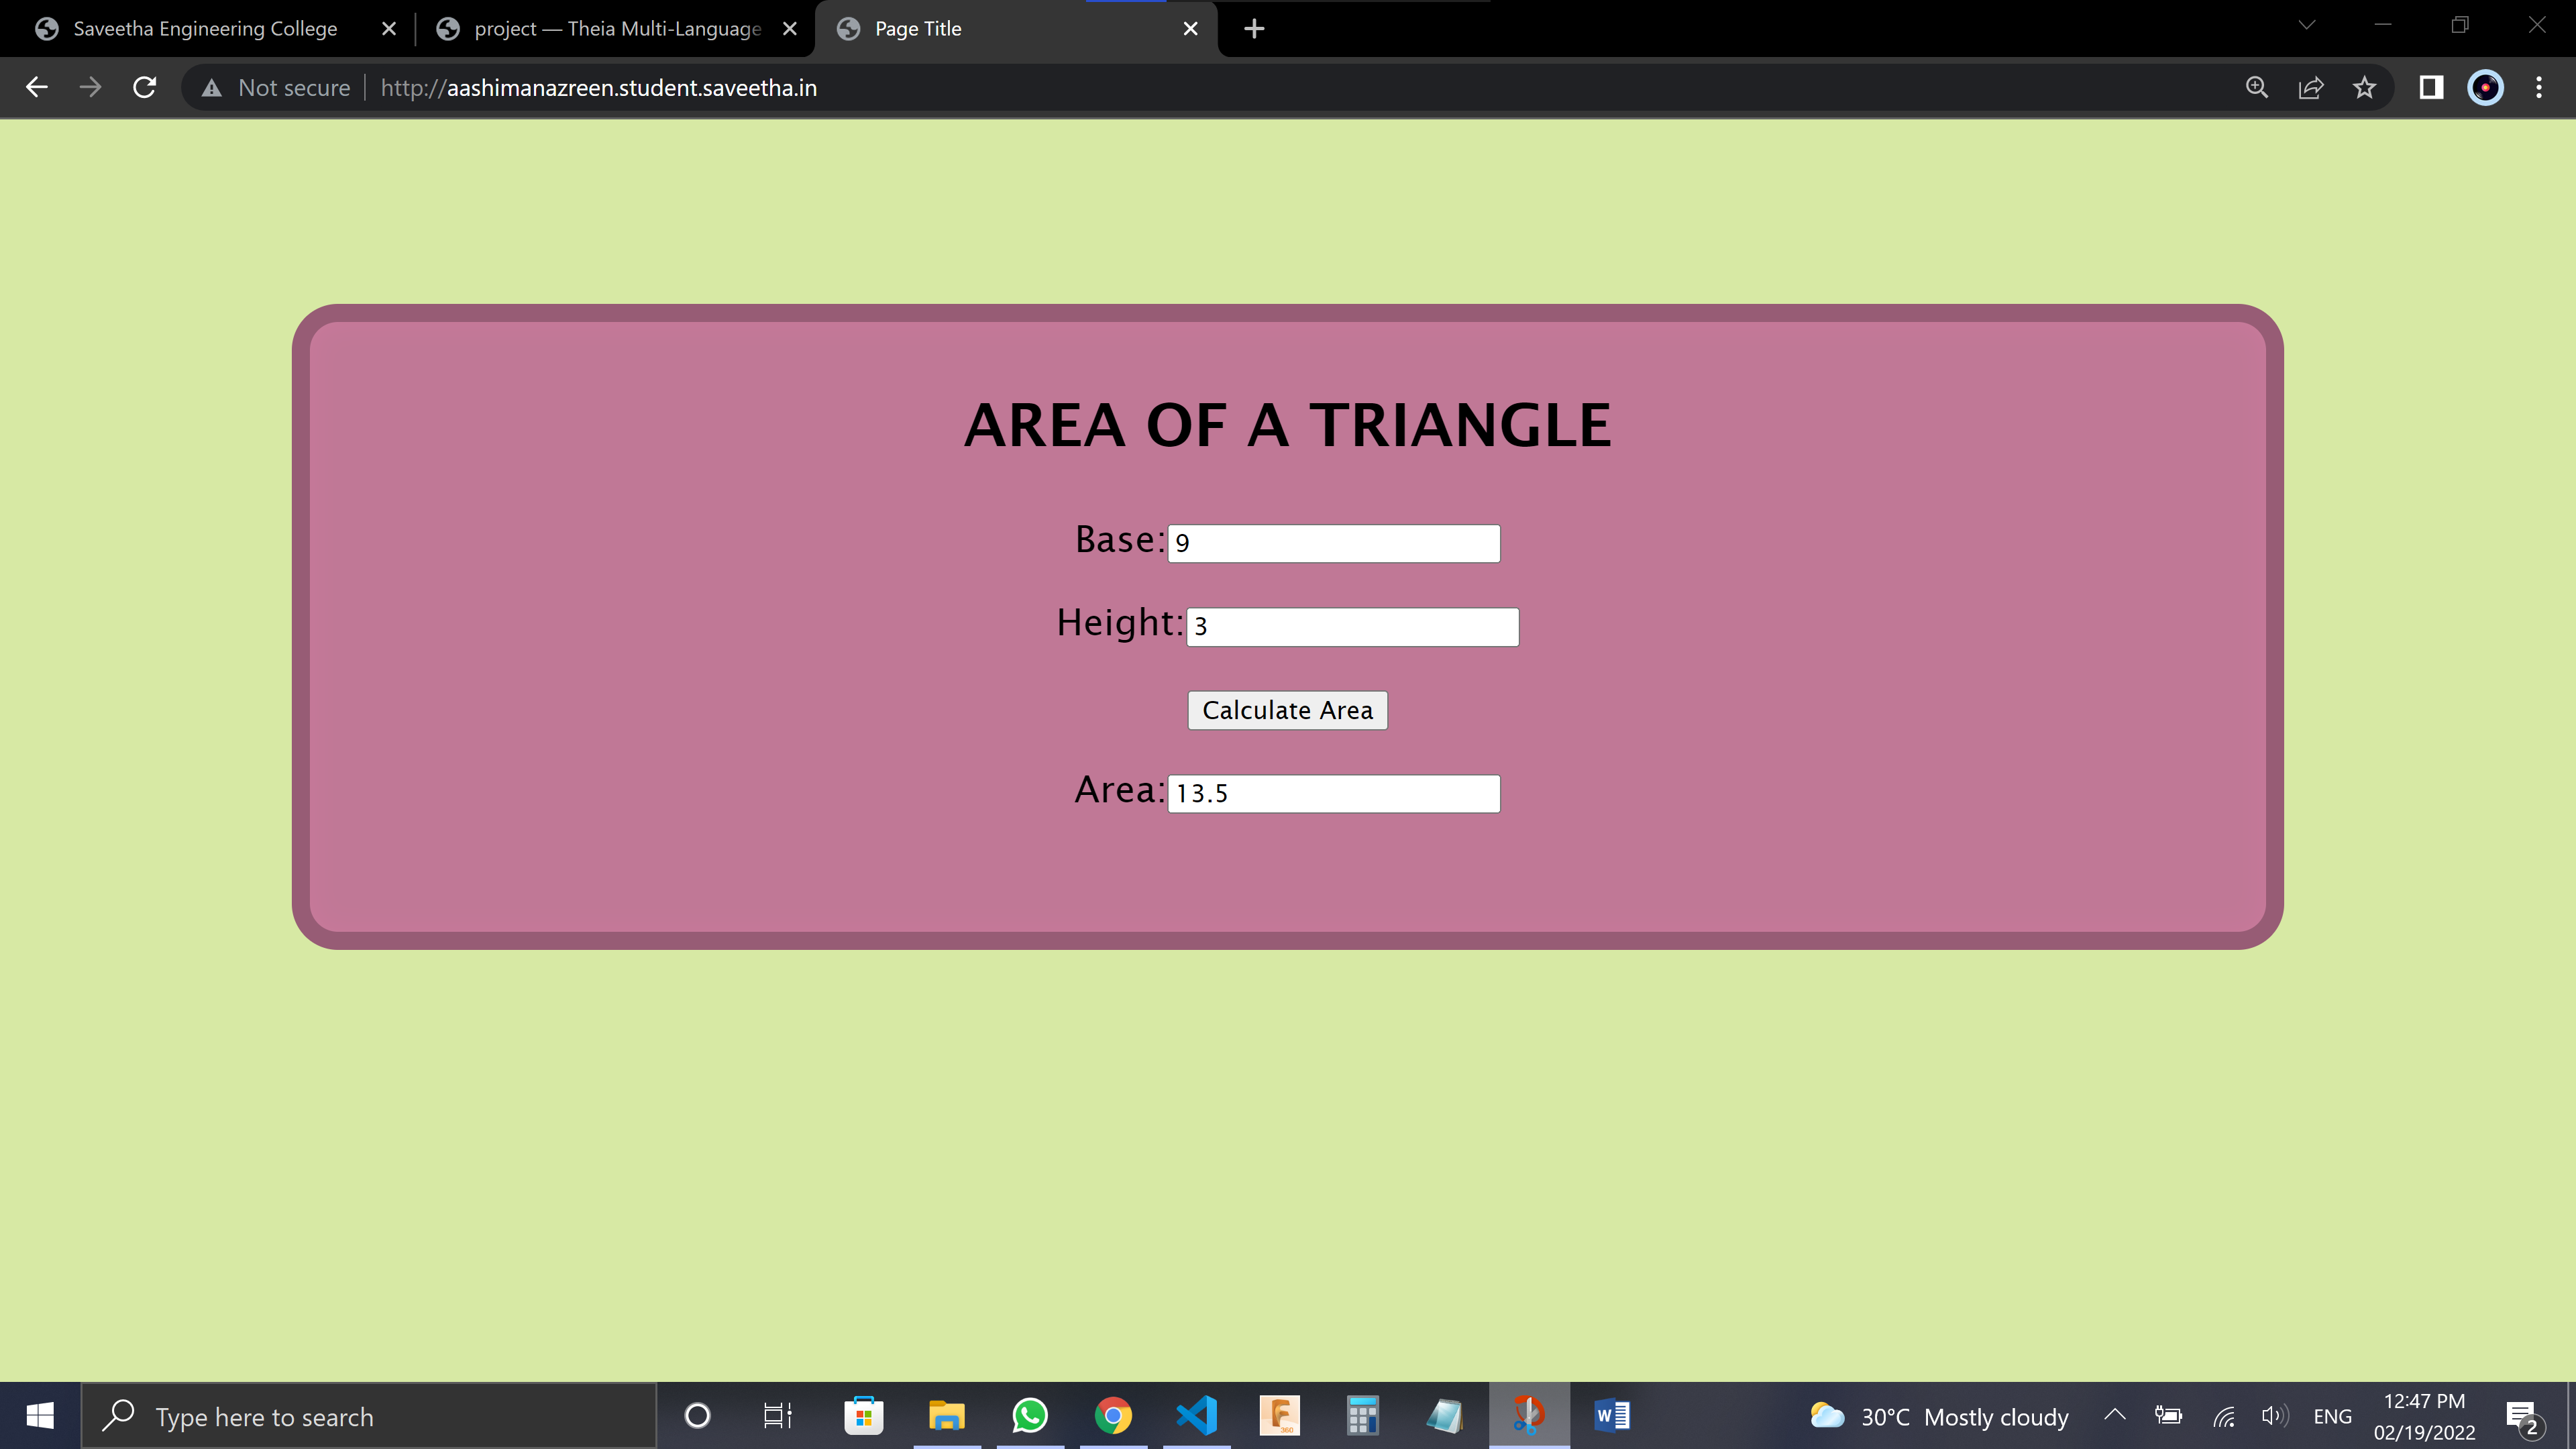 Saveetha Engineering College
project — Theia Multi-Language
Page Title
Not secure
http://aashimanazreen.student.saveetha.in
AREA OF A TRIANGLE
Base: 9
Height: 3
Calculate Area
Area: 13.5
Type here to search
F
360
W
30°C Mostly cloudy
ENG
12:47 PM
02/19/2022
2